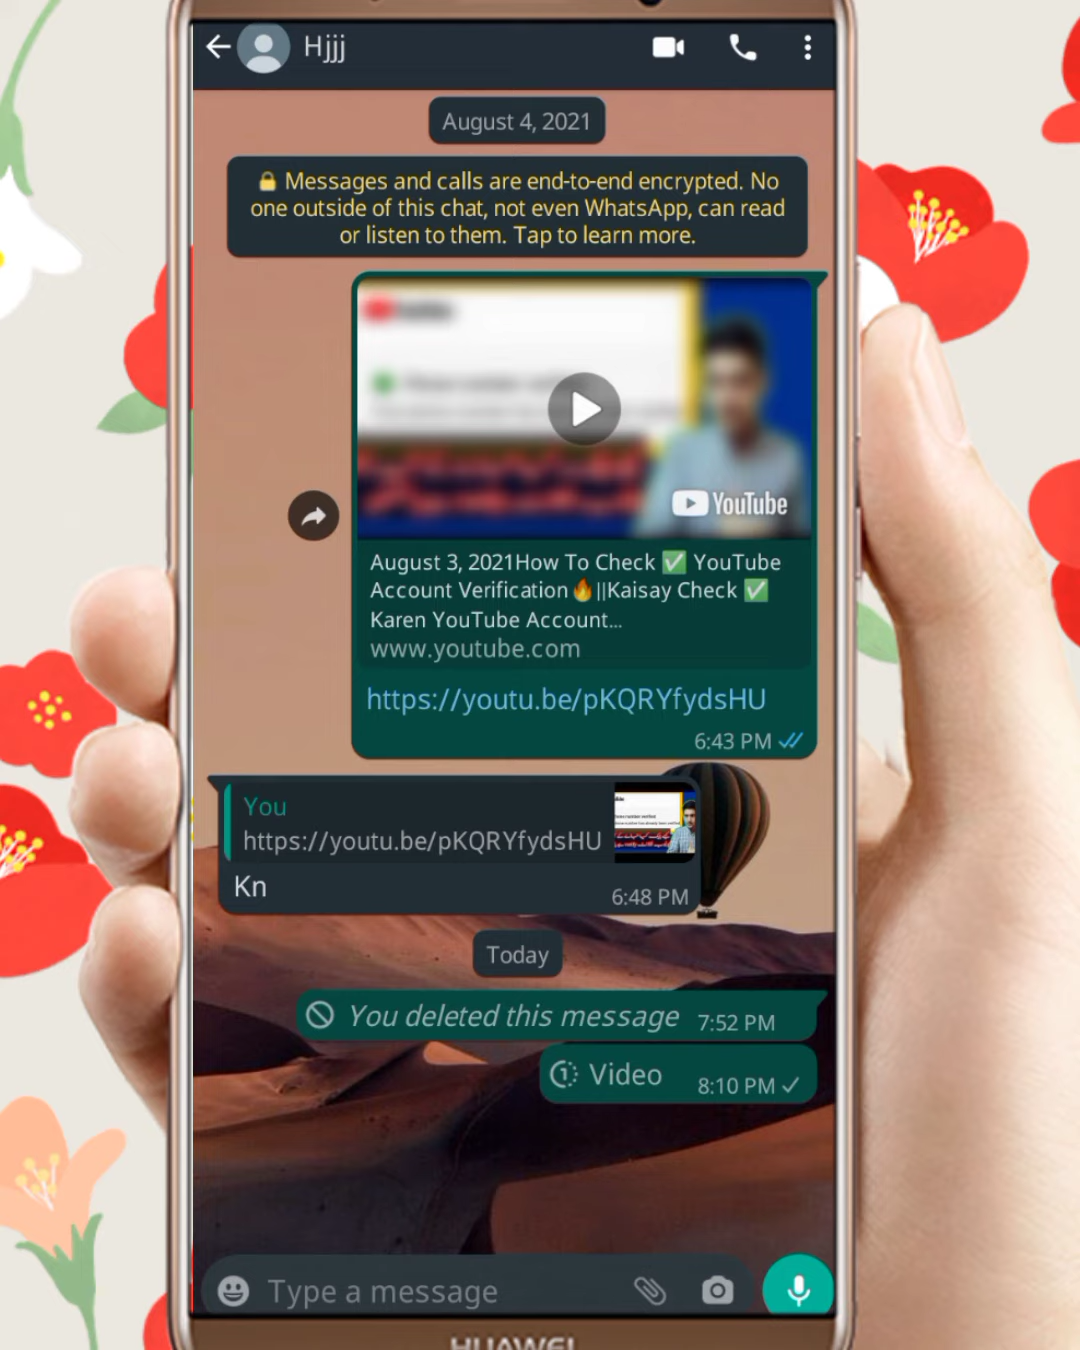 Hjjj
August 4, 2021
🔒 Messages and calls are end-to-end encrypted. No
one outside of this chat, not even WhatsApp, can read
or listen to them. Tap to learn more.
YouTube
August 3, 2021How To Check ✅ YouTube
Account Verification🔥||Kaisay Check ✅
Karen YouTube Account...
www.youtube.com
https://youtu.be/pKQRYfydsHU
6:43 PM
You
https://youtu.be/pKQRYfydsHU
Kn
6:48 PM
Today
You deleted this message 7:52 PM
Video 8:10 PM
Type a message
HUAWEI